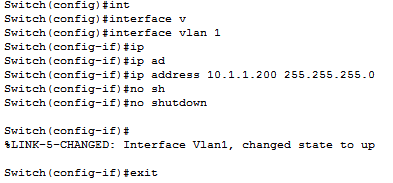 Switch(config)#int
Switch(config)#interface v
Switch(config)#interface vlan 1
Switch(config-if)#ip
Switch(config-if)#ip ad
Switch(config-if)#ip address 10.1.1.200 255.255.255.0
Switch(config-if)#no sh
Switch(config-if)#no shutdown
Switch(config-if)#
%LINK-5-CHANGED: Interface Vlan1, changed state to up
Switch(config-if)#exit